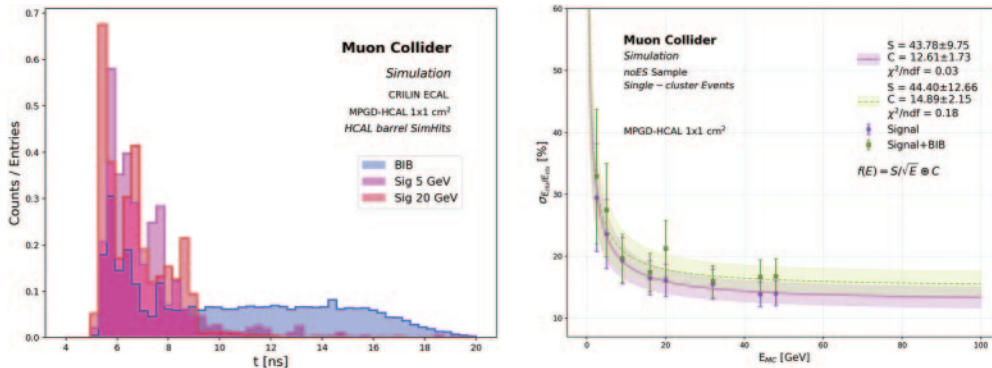 0.7
0.6
0.5
0.4
0.3
0.2
0.1
0.0
Counts / Entries
4
6
8
10
12
14
16
18
20
t [ns]
Muon Collider
Simulation
CRILIN ECAL
MPGD-HCAL 1x1 cm²
HCAL barrel SimHits
BIB
Sig 5 GeV
Sig 20 GeV
60
50
40
30
20
10
[%]
0
20
40
60
80
100
E_MC [GeV]
Muon Collider
Simulation
noES Sample
Single-cluster Events
MPGD-HCAL 1x1 cm²
S = 43.78±9.75
C = 12.61±1.73
χ²/ndf = 0.03
S = 44.40±12.66
C = 14.89±2.15
χ²/ndf = 0.18
Signal
Signal+BIB
f(E) = S/√E ⊕ C